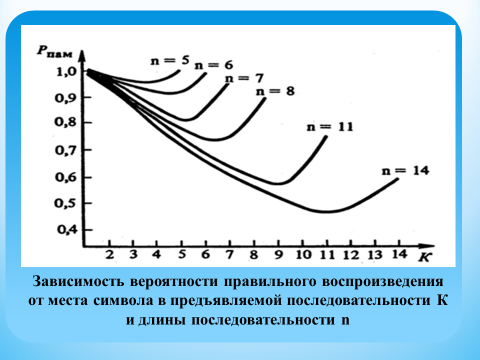 Pпам
1,0
0,9
0,8
0,7
0,6
0,5
0,4
n = 5
n = 6
n = 7
n = 8
n = 11
n = 14
2 3 4 5 6 7 8 9 10 11 12 13 14 K
Зависимость вероятности правильного воспроизведения
от места символа в предъявляемой последовательности К
и длины последовательности n